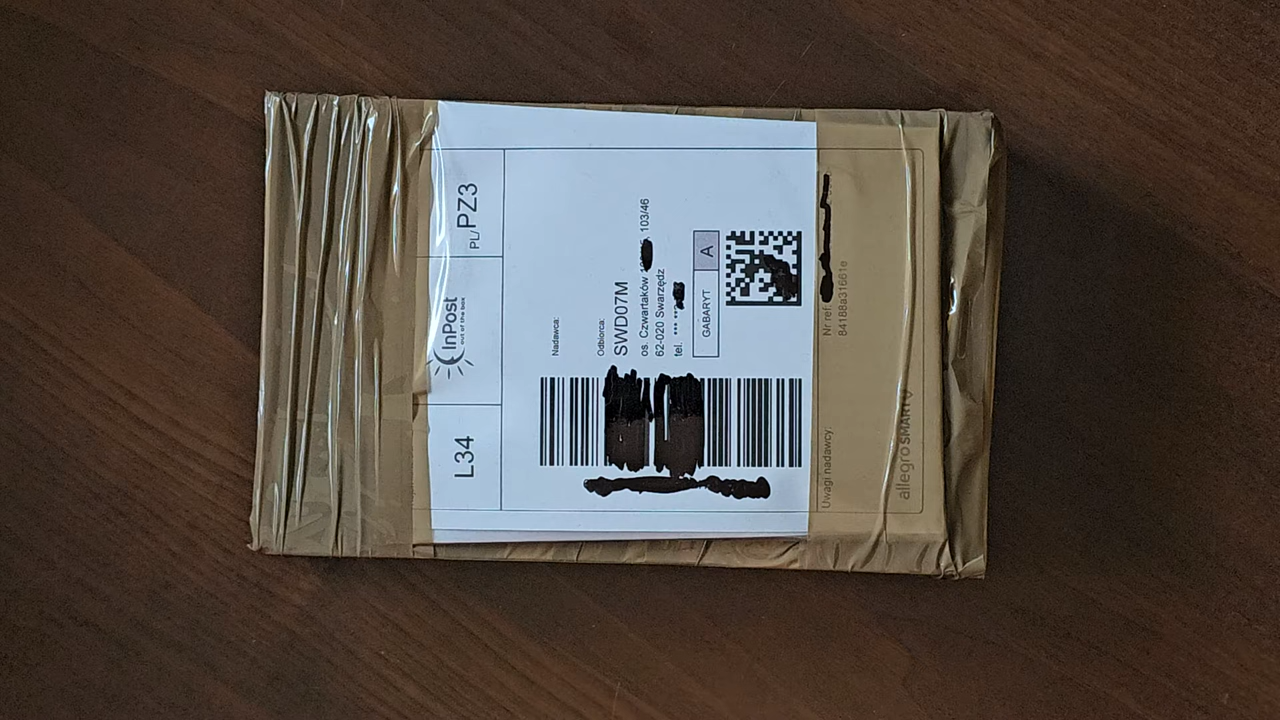 L34
InPost
out of the box
PL/PZ3
Nadawca:
Odbiorca:
SWD07M
os. Czwartaków 103/46
62-020 Swarzędz
tel. *** **
GABARYT A
Uwagi nadawcy:
Nr ref.
84188a31661e
allegro SMART